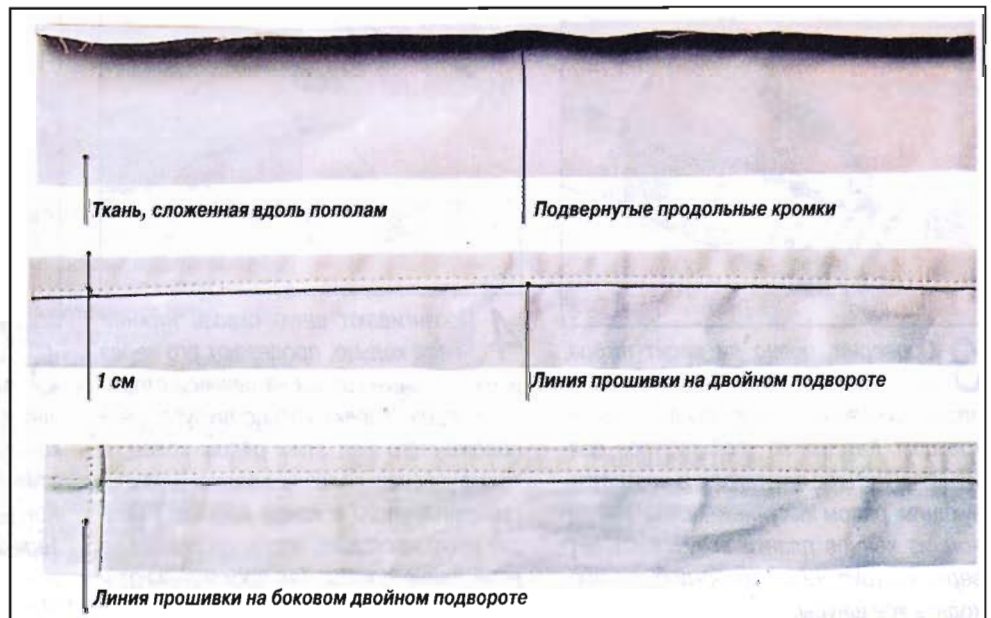 Ткань, сложенная вдоль пополам
Подвернутые продольные кромки
1 см
Линия прошивки на двойном подвороте
Линия прошивки на боковом двойном подвороте